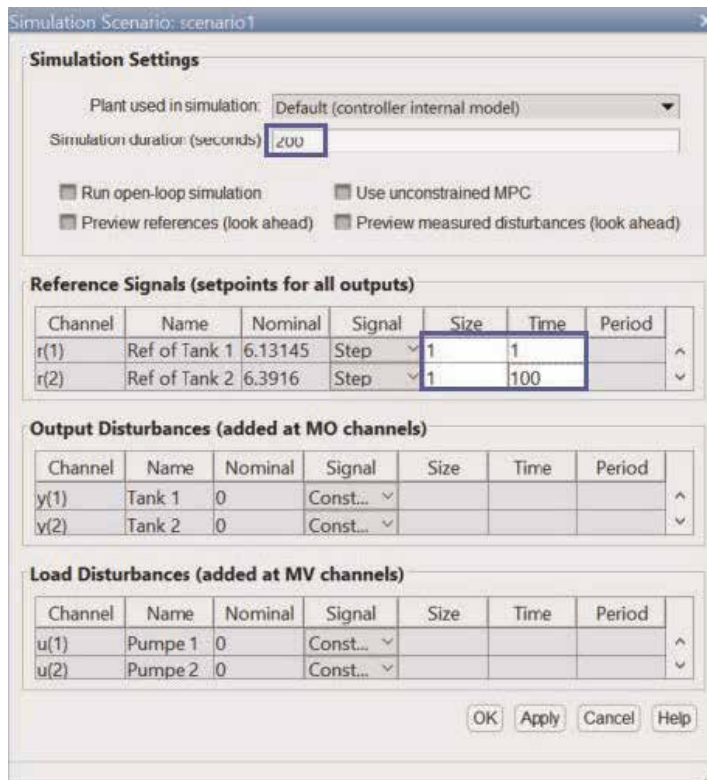 Simulation Scenario: scenario1
Simulation Settings
Plant used in simulation: Default (controller internal model)
Simulation duration (seconds) 200
Run open-loop simulation Use unconstrained MPC
Preview references (look ahead) Preview measured disturbances (look ahead)
Reference Signals (setpoints for all outputs)
Channel Name Nominal Signal Size Time Period
r(1) Ref of Tank 1 6.13145 Step 1 1
r(2) Ref of Tank 2 6.3916 Step 1 100
Output Disturbances (added at MO channels)
Channel Name Nominal Signal Size Time Period
y(1) Tank 1 0 Const...
y(2) Tank 2 0 Const...
Load Disturbances (added at MV channels)
Channel Name Nominal Signal Size Time Period
u(1) Pumpe 1 0 Const...
u(2) Pumpe 2 0 Const...
OK Apply Cancel Help